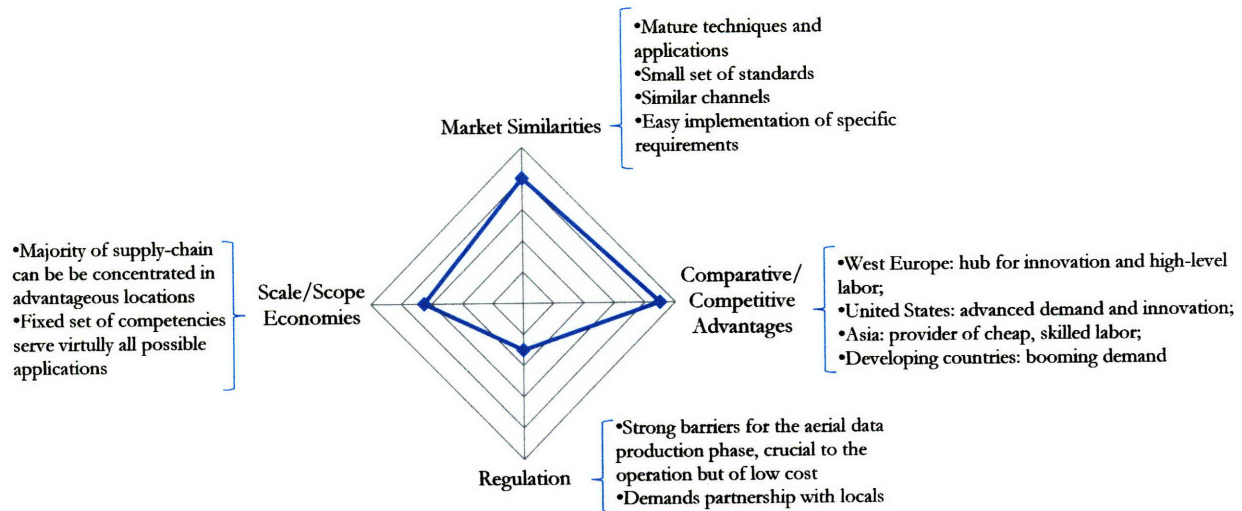 •Mature techniques and
applications
•Small set of standards
•Similar channels
•Easy implementation of specific
requirements
Market Similarities
•Majority of supply-chain
can be be concentrated in
advantageous locations
•Fixed set of competencies
serve virtully all possible
applications
Scale/Scope
Economies
Comparative/
Competitive
Advantages
•West Europe: hub for innovation and high-level
labor;
•United States: advanced demand and innovation;
•Asia: provider of cheap, skilled labor;
•Developing countries: booming demand
Regulation
•Strong barriers for the aerial data
production phase, crucial to the
operation but of low cost
•Demands partnership with locals